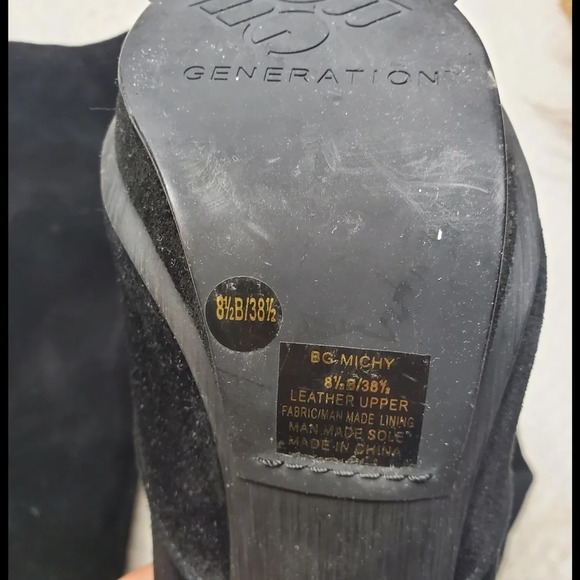 GENERATION
8½B/38½
BG MICHY
8½B/38½
LEATHER UPPER
FABRIC/MAN MADE LINING
MAN MADE SOLE
MADE IN CHINA